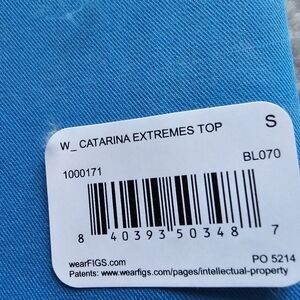 W_ CATARINA EXTREMES TOP S
1000171 BL070
8 40393 50348 7
wearFIGS.com PO 5214
Patents: www.wearfigs.com/pages/intellectual-property